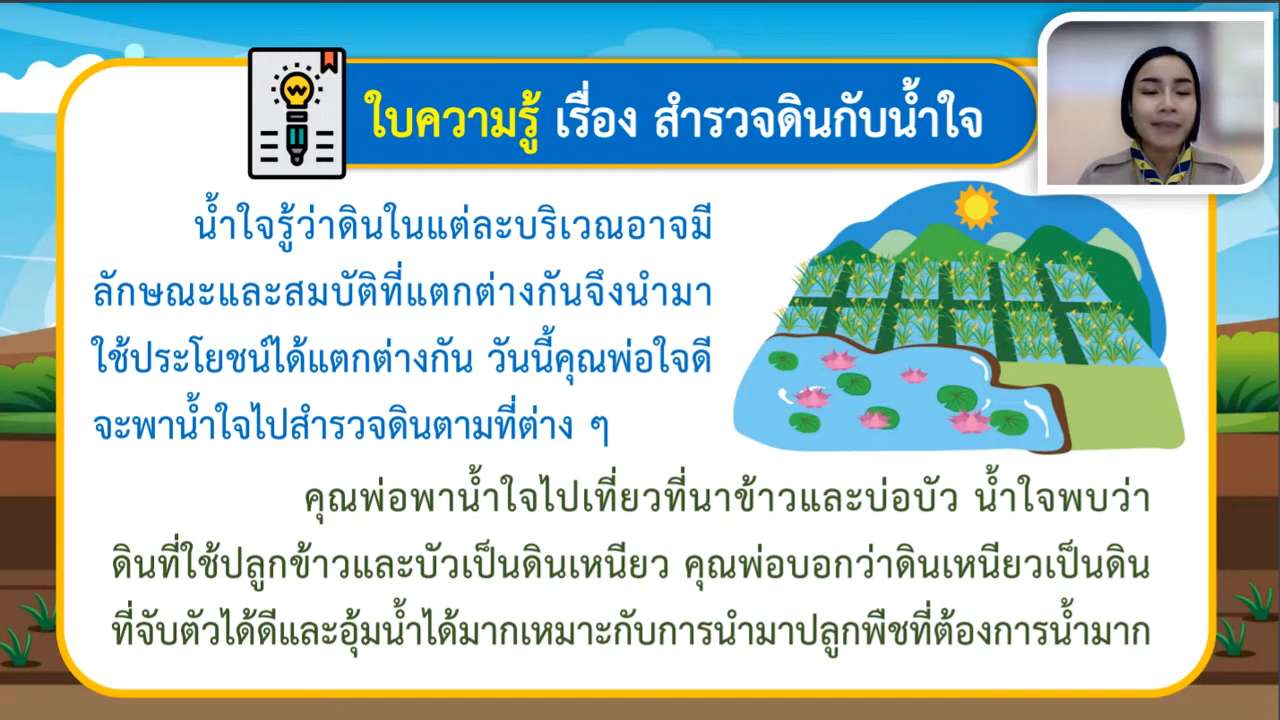 ใบความรู้ เรื่อง สำรวจดินกับน้ำใจ
น้ำใจรู้ว่าดินในแต่ละบริเวณอาจมี
ลักษณะและสมบัติที่แตกต่างกันจึงนำมา
ใช้ประโยชน์ได้แตกต่างกัน วันนี้คุณพ่อใจดี
จะพาน้ำใจไปสำรวจดินตามที่ต่าง ๆ
คุณพ่อพาน้ำใจไปเที่ยวที่นาข้าวและบ่อบัว น้ำใจพบว่า
ดินที่ใช้ปลูกข้าวและบัวเป็นดินเหนียว คุณพ่อบอกว่าดินเหนียวเป็นดิน
ที่จับตัวได้ดีและอุ้มน้ำได้มากเหมาะกับการนำมาปลูกพืชที่ต้องการน้ำมาก